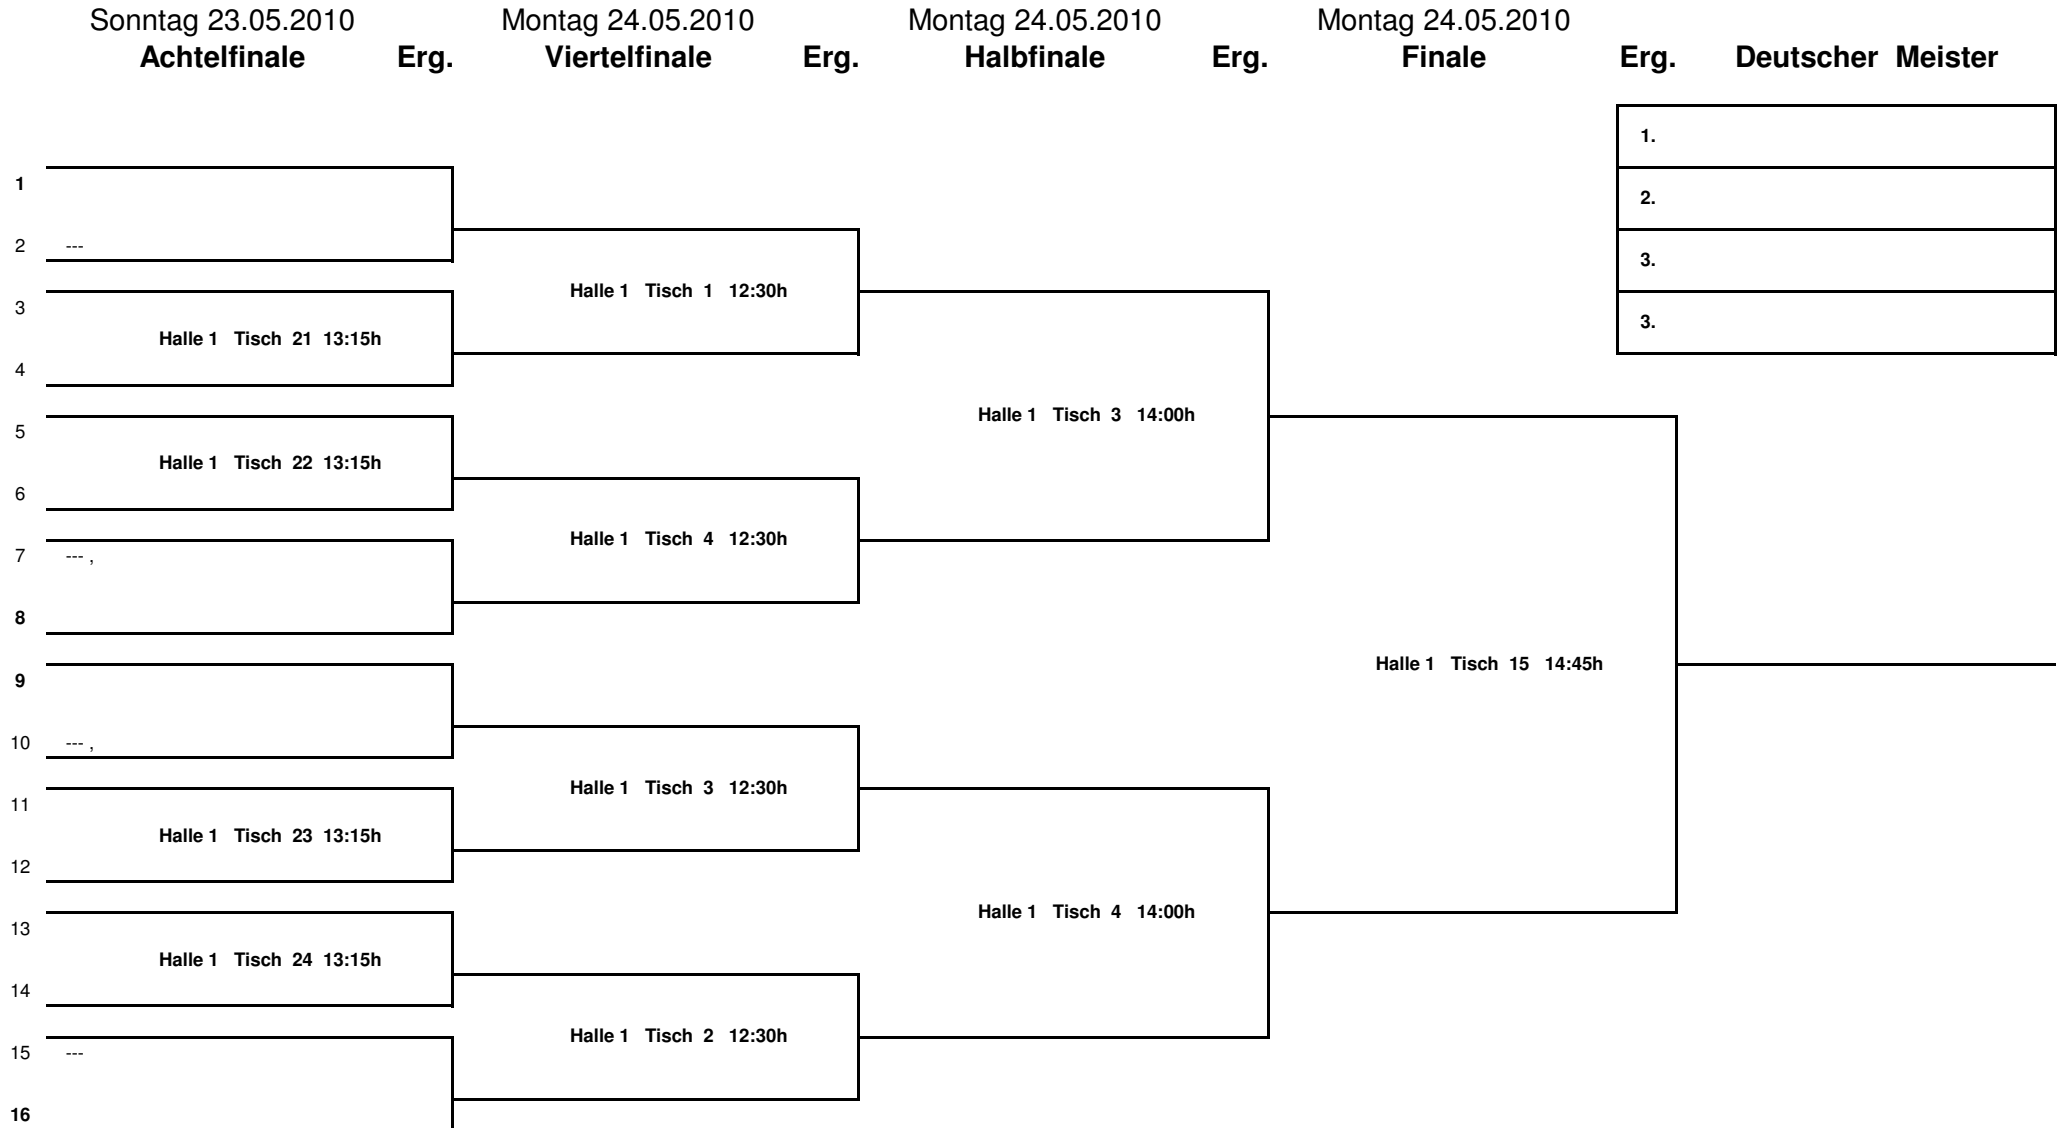 Sonntag 23.05.2010 Montag 24.05.2010 Montag 24.05.2010 Montag 24.05.2010
Achtelfinale Erg. Viertelfinale Erg. Halbfinale Erg. Finale Erg. Deutscher Meister
1.
1
2.
2 ---
3.
Halle 1 Tisch 1 12:30h
3
3.
Halle 1 Tisch 21 13:15h
4
Halle 1 Tisch 3 14:00h
5
Halle 1 Tisch 22 13:15h
6
Halle 1 Tisch 4 12:30h
7 --- ,
8
Halle 1 Tisch 15 14:45h
9
10 --- ,
Halle 1 Tisch 3 12:30h
11
Halle 1 Tisch 23 13:15h
12
Halle 1 Tisch 4 14:00h
13
Halle 1 Tisch 24 13:15h
14
Halle 1 Tisch 2 12:30h
15 ---
16